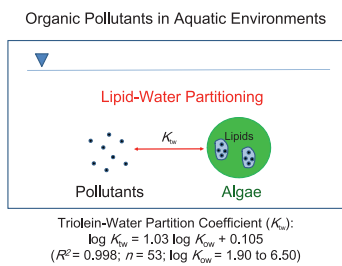 Organic Pollutants in Aquatic Environments
Lipid-Water Partitioning
Ktw
Lipids
Pollutants
Algae
Triolein-Water Partition Coefficient (Ktw):
log Ktw = 1.03 log Kow + 0.105
(R² = 0.998; n = 53; log Kow = 1.90 to 6.50)